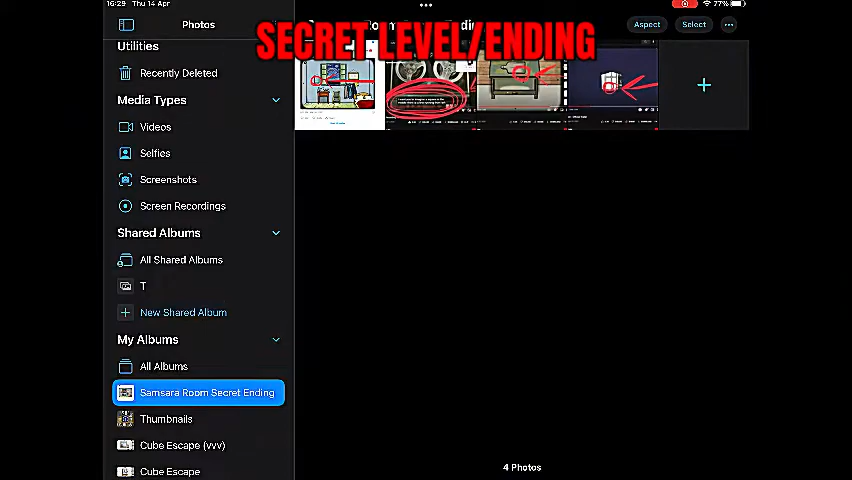 16:29 Thu 14 Apr
77%
Photos
Aspect
Select
SECRET LEVEL/ENDING
Utilities
Recently Deleted
Media Types
Videos
Selfies
Screenshots
Screen Recordings
Shared Albums
All Shared Albums
T
New Shared Album
My Albums
All Albums
Samsara Room Secret Ending
Thumbnails
Cube Escape (vvv)
Cube Escape
4 Photos